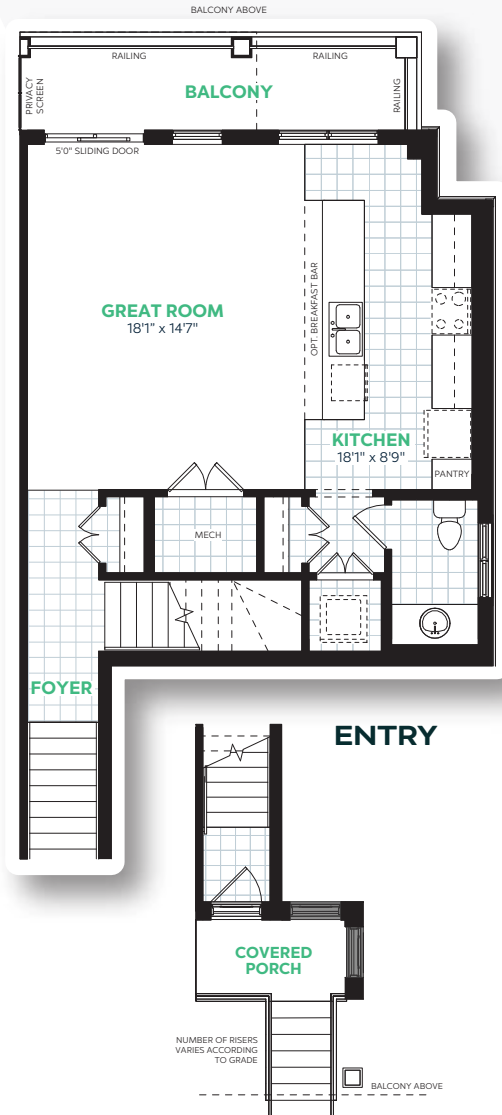 BALCONY ABOVE
RAILING
RAILING
PRIVACY
SCREEN
BALCONY
RAILING
5'0" SLIDING DOOR
OPT. BREAKFAST BAR
GREAT ROOM
18'1" x 14'7"
KITCHEN
18'1" x 8'9"
PANTRY
MECH
FOYER
ENTRY
COVERED
PORCH
NUMBER OF RISERS
VARIES ACCORDING
TO GRADE
BALCONY ABOVE